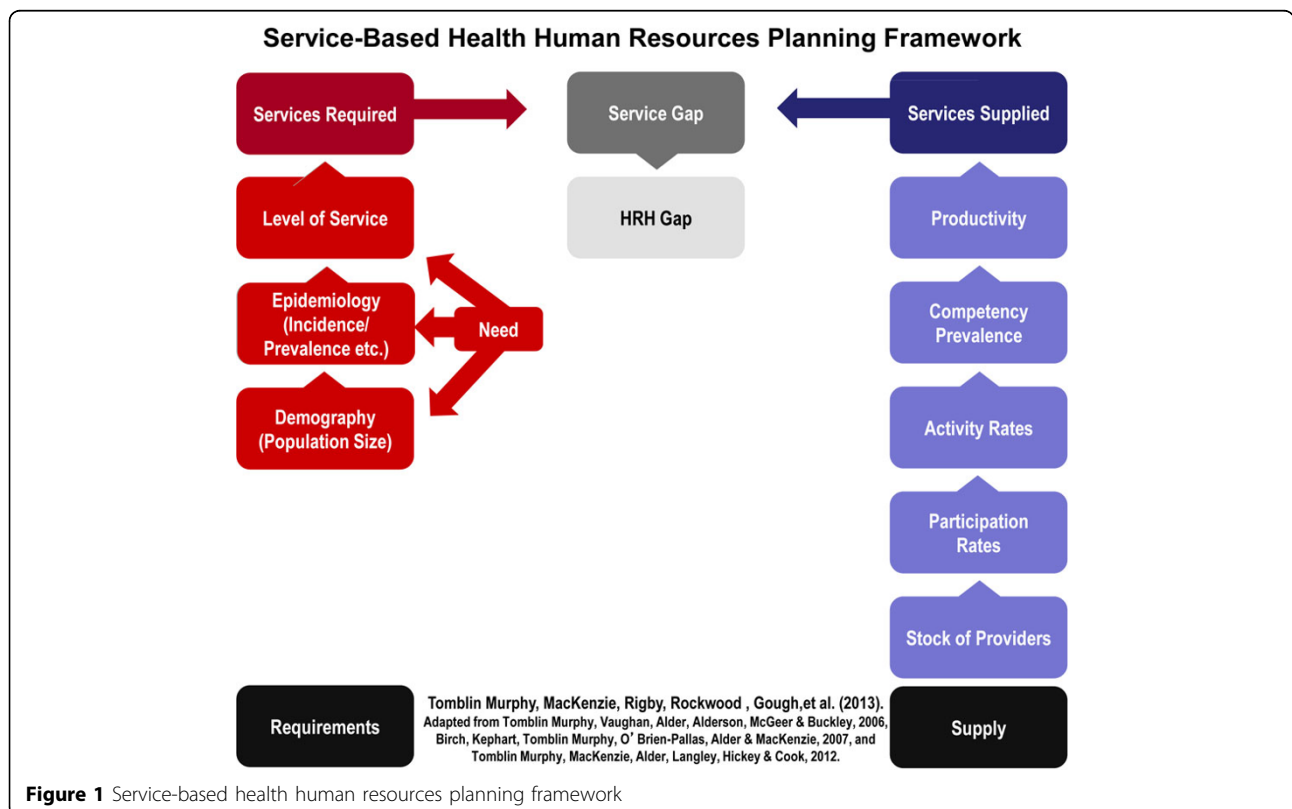 Service-Based Health Human Resources Planning Framework
Services Required
Service Gap
Services Supplied
Level of Service
HRH Gap
Productivity
Epidemiology
(Incidence/
Prevalence etc.)
Need
Competency
Prevalence
Demography
(Population Size)
Activity Rates
Participation
Rates
Stock of Providers
Requirements
Tomblin Murphy, MacKenzie, Rigby, Rockwood , Gough,et al. (2013).
Adapted from Tomblin Murphy, Vaughan, Alder, Alderson, McGeer & Buckley, 2006,
Birch, Kephart, Tomblin Murphy, O' Brien-Pallas, Alder & MacKenzie, 2007, and
Tomblin Murphy, MacKenzie, Alder, Langley, Hickey & Cook, 2012.
Supply
Figure 1 Service-based health human resources planning framework